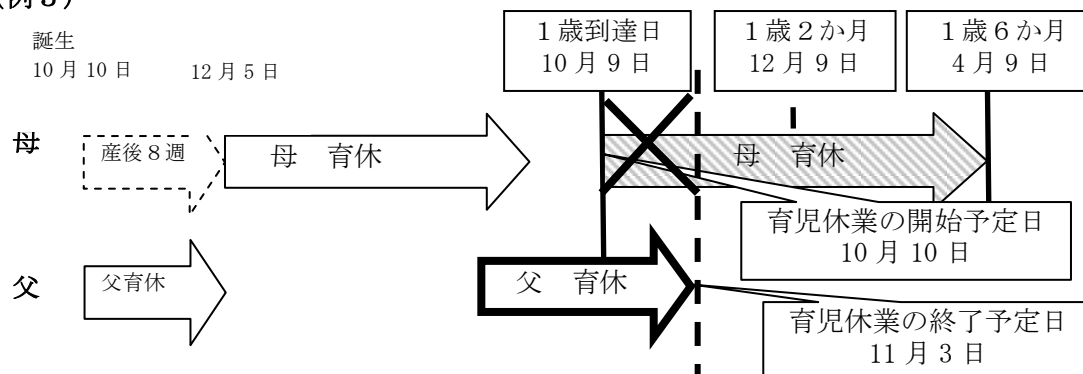 (例3)
誕生
10月10日
12月5日
1歳到達日
10月9日
1歳2か月
12月9日
1歳6か月
4月9日
母
産後8週
母 育休
母 育休
育児休業の開始予定日
10月10日
父
父育休
父 育休
育児休業の終了予定日
11月3日